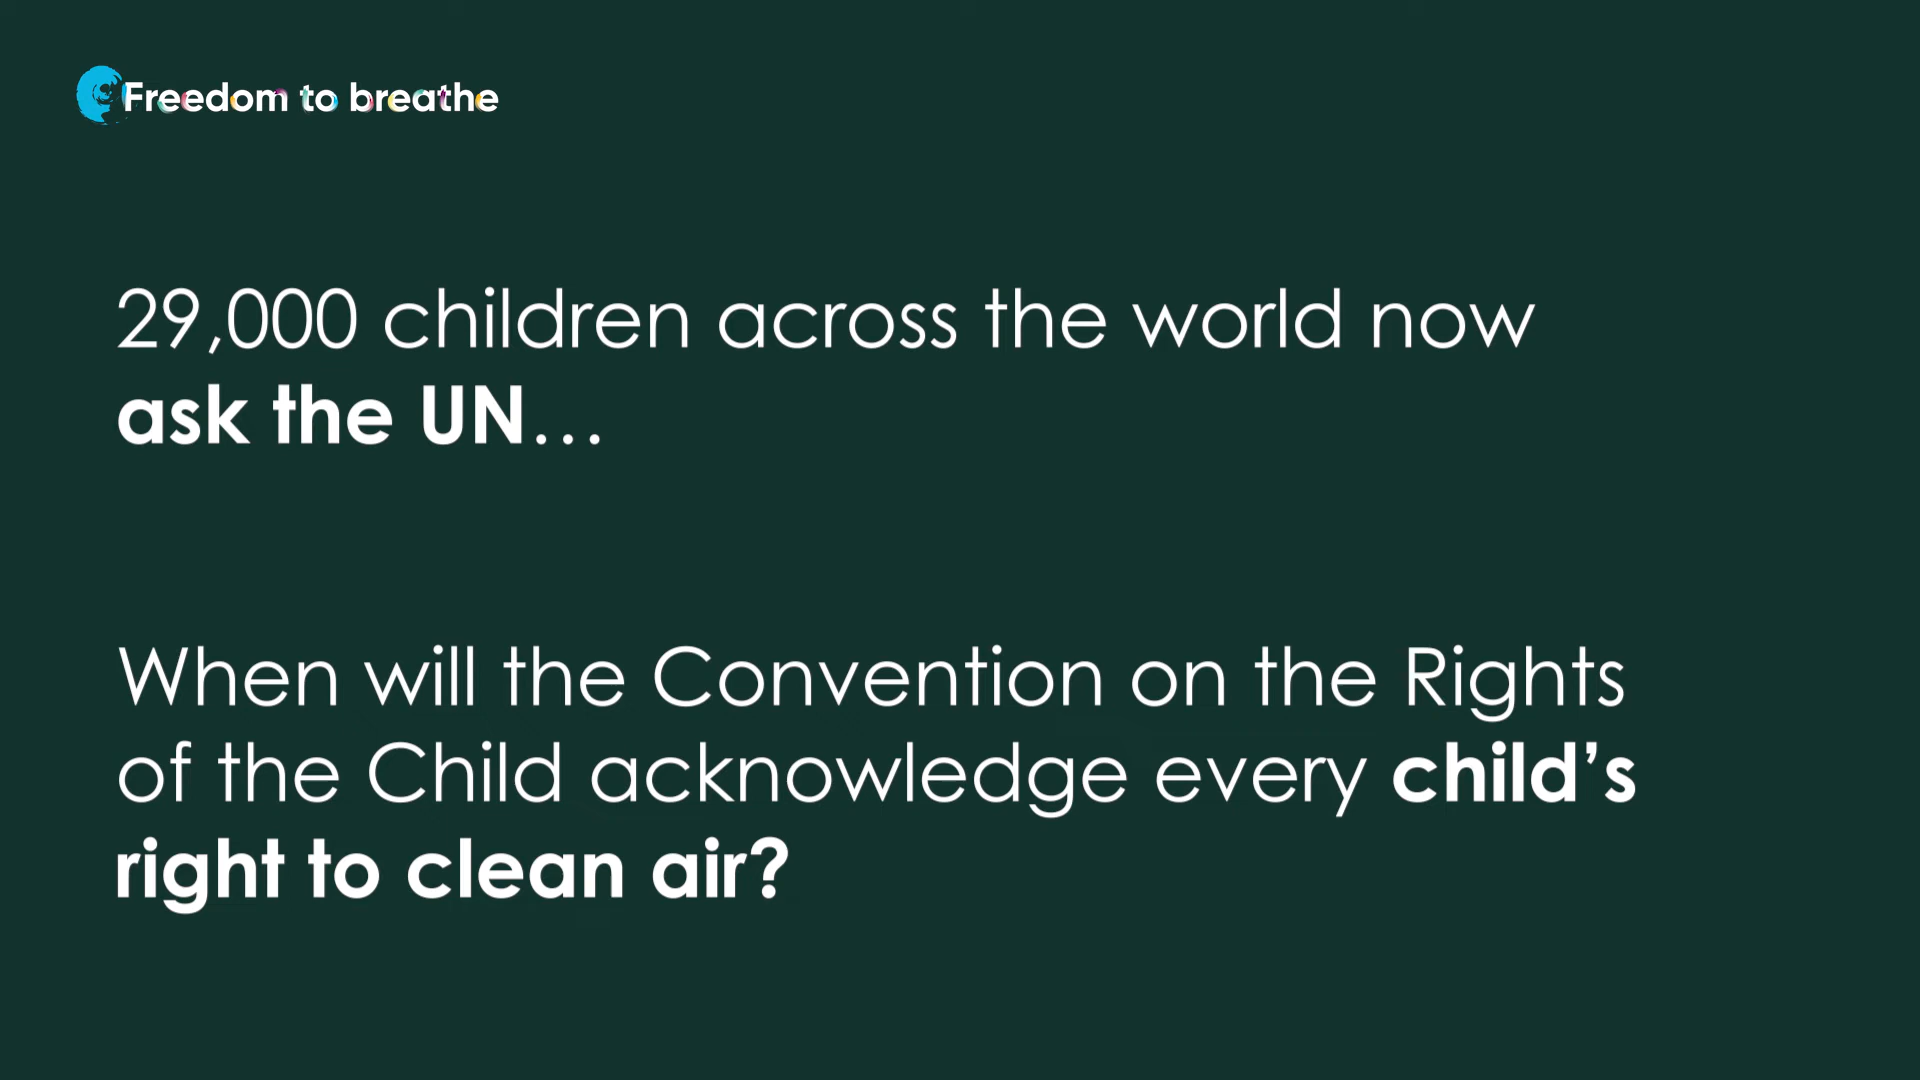 Freedom to breathe
29,000 children across the world now
ask the UN…
When will the Convention on the Rights
of the Child acknowledge every child’s
right to clean air?